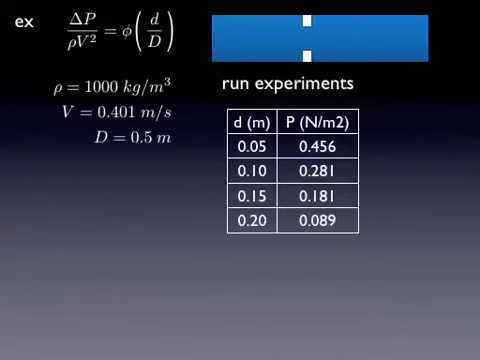 ex
ΔP / ρV² = φ(d/D)
ρ = 1000 kg/m³
V = 0.401 m/s
D = 0.5 m
run experiments
d (m) P (N/m2)
0.05 0.456
0.10 0.281
0.15 0.181
0.20 0.089